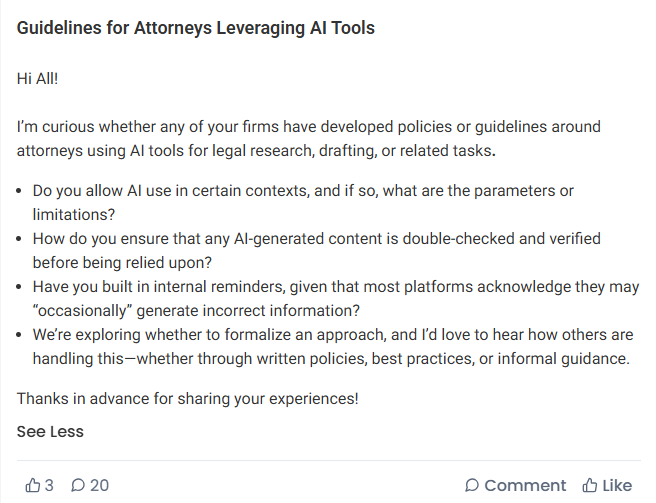 Guidelines for Attorneys Leveraging AI Tools
Hi All!
I’m curious whether any of your firms have developed policies or guidelines around
attorneys using AI tools for legal research, drafting, or related tasks.
• Do you allow AI use in certain contexts, and if so, what are the parameters or
limitations?
• How do you ensure that any AI-generated content is double-checked and verified
before being relied upon?
• Have you built in internal reminders, given that most platforms acknowledge they may
“occasionally” generate incorrect information?
• We’re exploring whether to formalize an approach, and I’d love to hear how others are
handling this—whether through written policies, best practices, or informal guidance.
Thanks in advance for sharing your experiences!
See Less
3 20 Comment Like